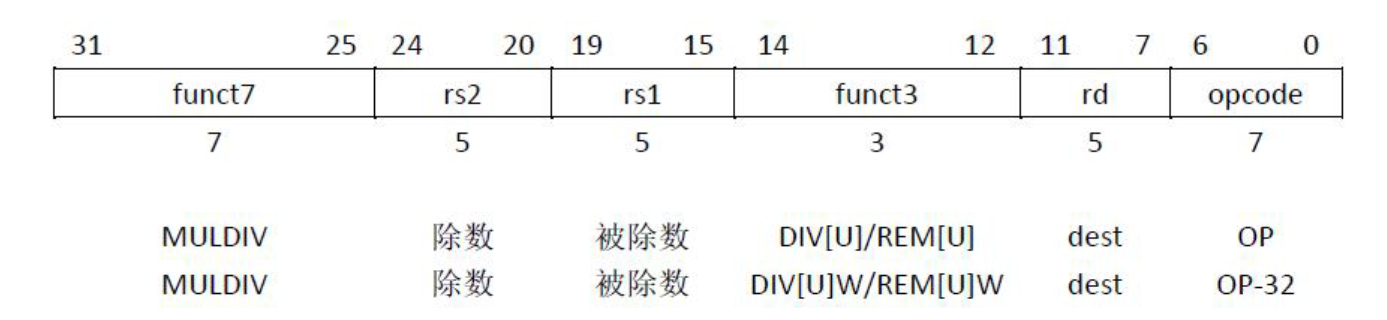 31 25 24 20 19 15 14 12 11 7 6 0
funct7 rs2 rs1 funct3 rd opcode
7 5 5 3 5 7
MULDIV 除数 被除数 DIV[U]/REM[U] dest OP
MULDIV 除数 被除数 DIV[U]W/REM[U]W dest OP-32